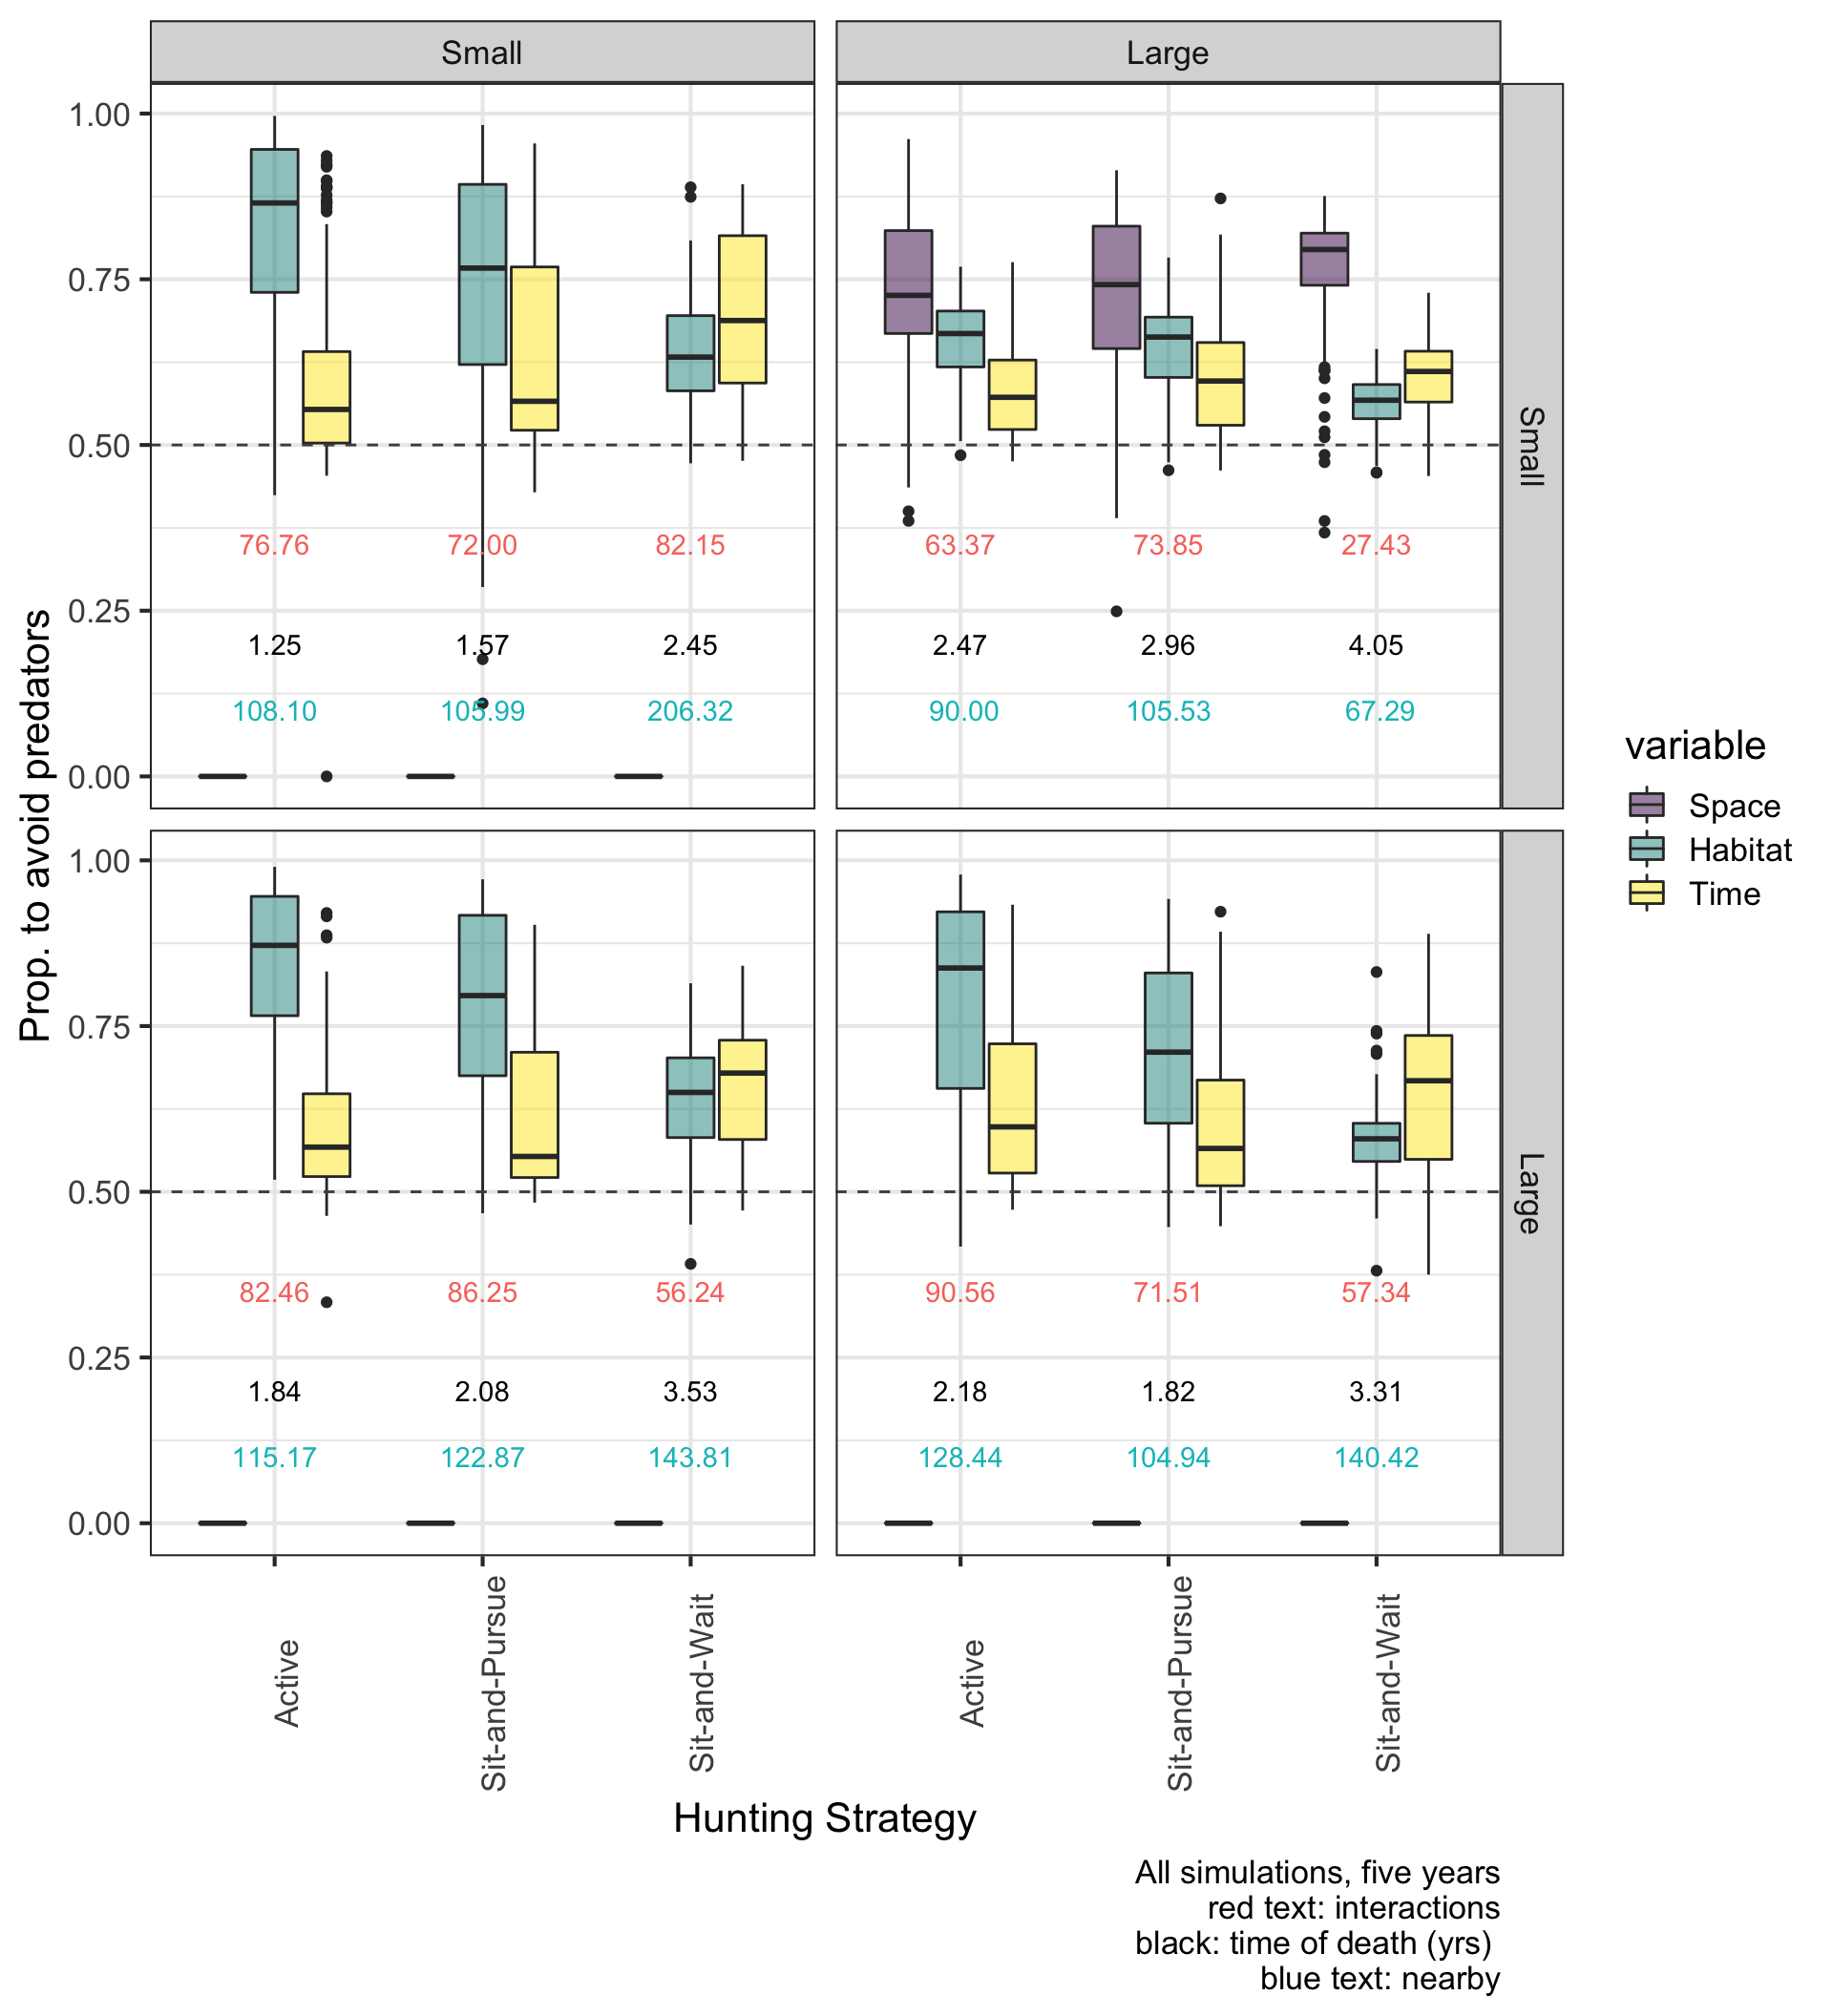 Small
Large
1.00
0.75
0.50
0.25
0.00
76.76
72.00
82.15
63.37
73.85
27.43
1.25
1.57
2.45
2.47
2.96
4.05
108.10
105.99
206.32
90.00
105.53
67.29
Small
Prop. to avoid predators
variable
Space
Habitat
Time
1.00
0.75
0.50
0.25
0.00
82.46
86.25
56.24
90.56
71.51
57.34
1.84
2.08
3.53
2.18
1.82
3.31
115.17
122.87
143.81
128.44
104.94
140.42
Large
Active
Sit-and-Pursue
Sit-and-Wait
Active
Sit-and-Pursue
Sit-and-Wait
Hunting Strategy
All simulations, five years
red text: interactions
black: time of death (yrs)
blue text: nearby